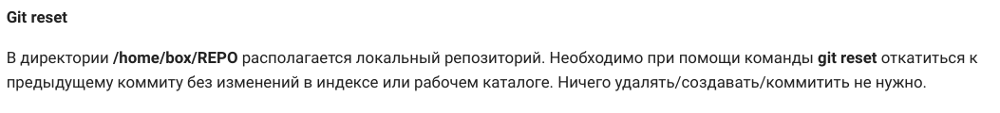 Git reset
В директории /home/box/REPO располагается локальный репозиторий. Необходимо при помощи команды git reset откатиться к
предыдущему коммиту без изменений в индексе или рабочем каталоге. Ничего удалять/создавать/коммитить не нужно.